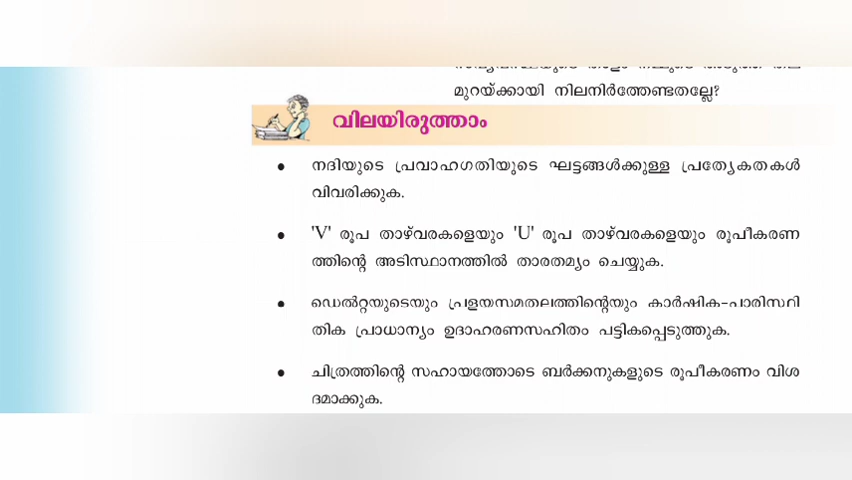 മുറയ്ക്കായി നിലനിർത്തേണ്ടതല്ലേ?
വിലയിരുത്താം
● നദിയുടെ പ്രവാഹഗതിയുടെ ഘട്ടങ്ങൾക്കുള്ള പ്രത്യേകതകൾ
വിവരിക്കുക.
● 'V' രൂപ താഴ്‌വരകളെയും 'U' രൂപ താഴ്‌വരകളെയും രൂപീകരണ
ത്തിന്റെ അടിസ്ഥാനത്തിൽ താരതമ്യം ചെയ്യുക.
● ഡെൽറ്റയുടെയും പ്രളയസമതലത്തിന്റെയും കാർഷിക-പാരിസ്ഥി
തിക പ്രാധാന്യം ഉദാഹരണസഹിതം പട്ടികപ്പെടുത്തുക.
● ചിത്രത്തിന്റെ സഹായത്തോടെ ബർക്കനുകളുടെ രൂപീകരണം വിശ
ദമാക്കുക.